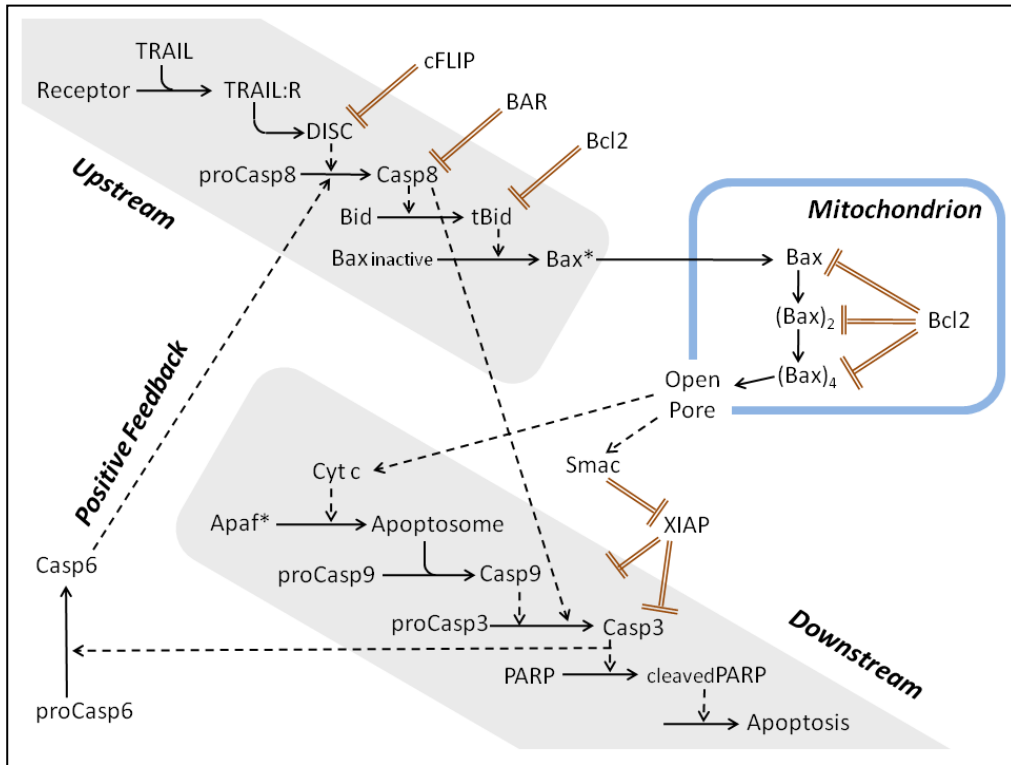 TRAIL
cFLIP
Receptor
TRAIL:R
BAR
DISC
Bcl2
Upstream
proCasp8
Casp8
Mitochondrion
Bid
tBid
Bax inactive
Bax*
Bax
(Bax)2
Bcl2
(Bax)4
Open
Pore
Positive Feedback
Cyt c
Smac
Apaf*
Apoptosome
XIAP
Casp6
proCasp9
Casp9
proCasp3
Casp3
Downstream
PARP
cleavedPARP
proCasp6
Apoptosis